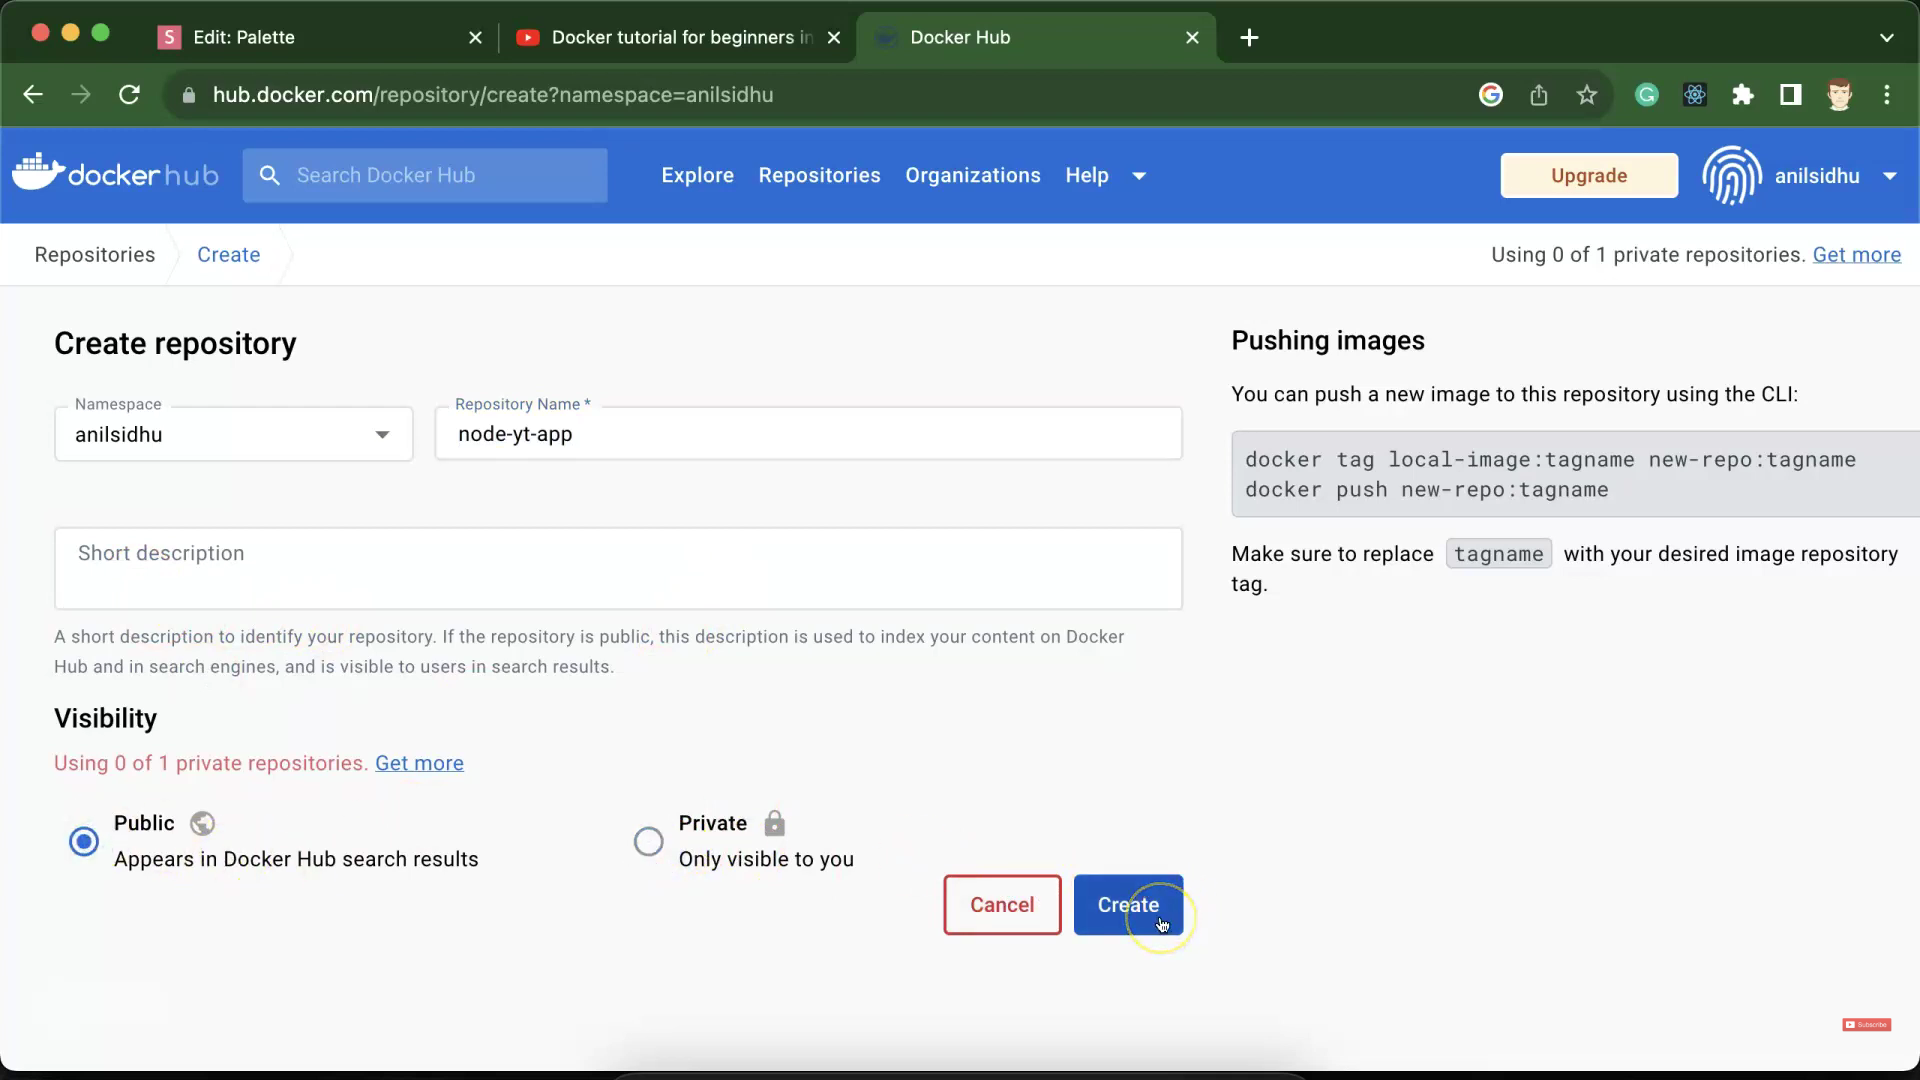 S Edit: Palette
Docker tutorial for beginners in
Docker Hub
hub.docker.com/repository/create?namespace=anilsidhu
dockerhub
Search Docker Hub
Explore
Repositories
Organizations
Help
Upgrade
anilsidhu
Repositories
Create
Using 0 of 1 private repositories. Get more
Create repository
Namespace
anilsidhu
Repository Name *
node-yt-app
Short description
A short description to identify your repository. If the repository is public, this description is used to index your content on Docker
Hub and in search engines, and is visible to users in search results.
Visibility
Using 0 of 1 private repositories. Get more
Public
Appears in Docker Hub search results
Private
Only visible to you
Cancel
Create
Pushing images
You can push a new image to this repository using the CLI:
docker tag local-image:tagname new-repo:tagname
docker push new-repo:tagname
Make sure to replace tagname with your desired image repository
tag.
Subscribe